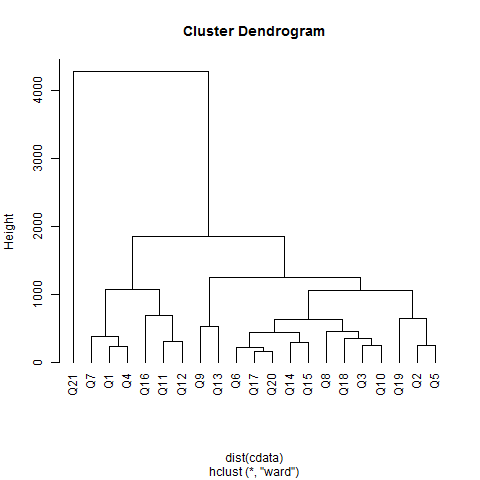 Cluster Dendrogram
Height
4000
3000
2000
1000
0
Q21 Q7 Q1 Q4 Q16 Q11 Q12 Q9 Q13 Q6 Q17 Q20 Q14 Q15 Q8 Q18 Q3 Q10 Q19 Q2 Q5
dist(cdata)
hclust (*, "ward")